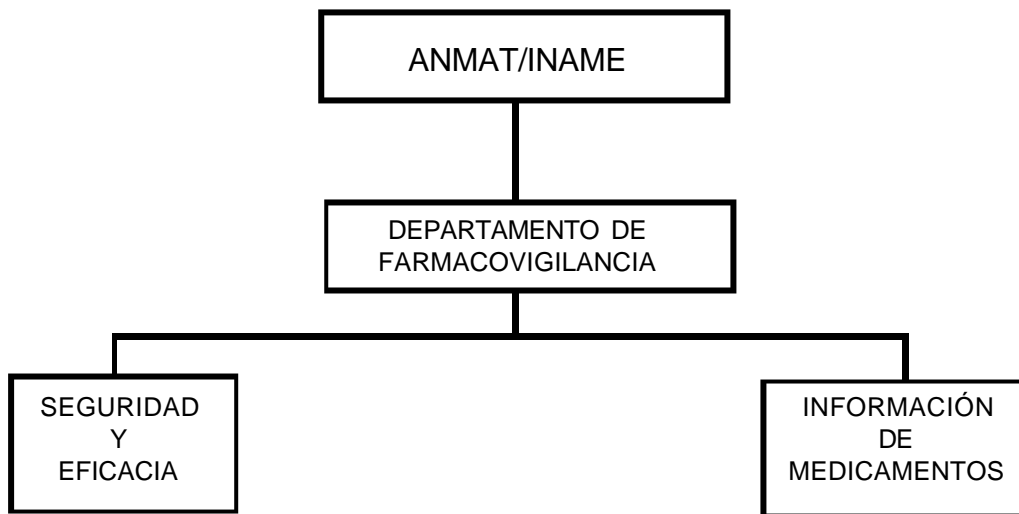 ANMAT/INAME
DEPARTAMENTO DE
FARMACOVIGILANCIA
SEGURIDAD
Y
EFICACIA
INFORMACIÓN
DE
MEDICAMENTOS